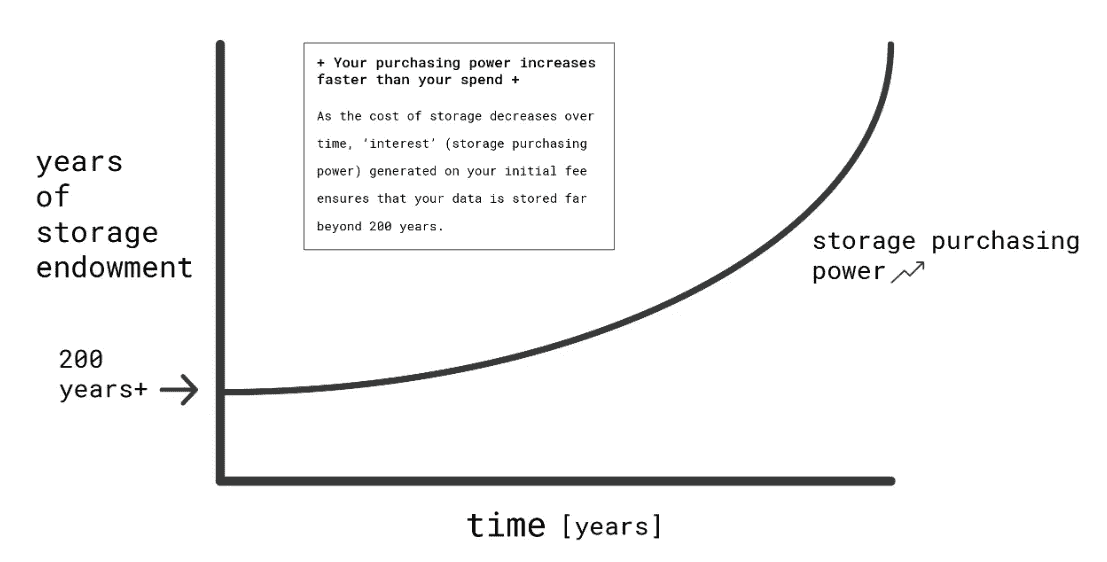 + Your purchasing power increases
faster than your spend +
As the cost of storage decreases over
time, ‘interest’ (storage purchasing
power) generated on your initial fee
ensures that your data is stored far
beyond 200 years.
years
of
storage
endowment
storage purchasing
power
200
years+
time [years]